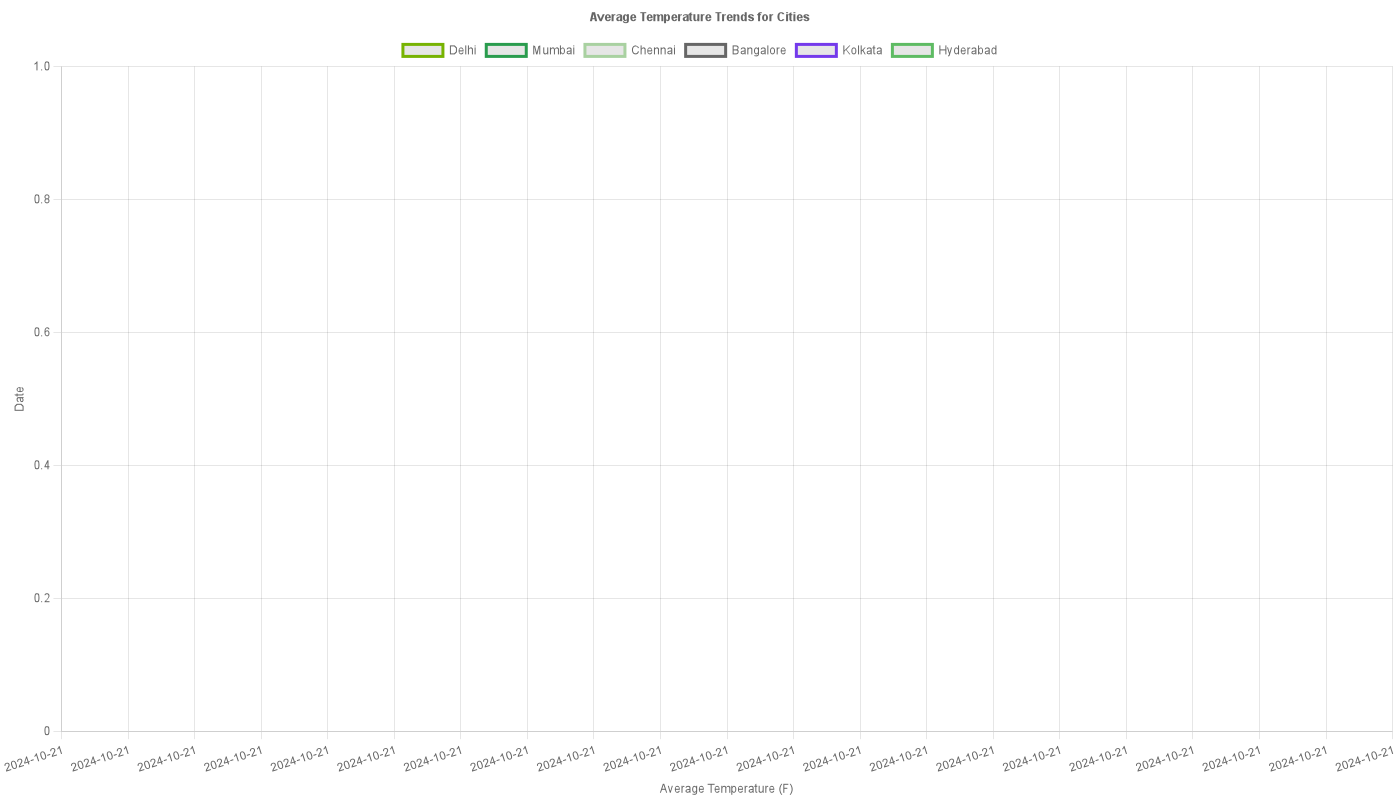 Average Temperature Trends for Cities
Delhi Mumbai Chennai Bangalore Kolkata Hyderabad
1.0
0.8
0.6
Date
0.4
0.2
0
2024-10-21 2024-10-21 2024-10-21 2024-10-21 2024-10-21 2024-10-21 2024-10-21 2024-10-21 2024-10-21 2024-10-21 2024-10-21 2024-10-21 2024-10-21 2024-10-21 2024-10-21 2024-10-21 2024-10-21 2024-10-21 2024-10-21 2024-10-21 2024-10-21
Average Temperature (F)